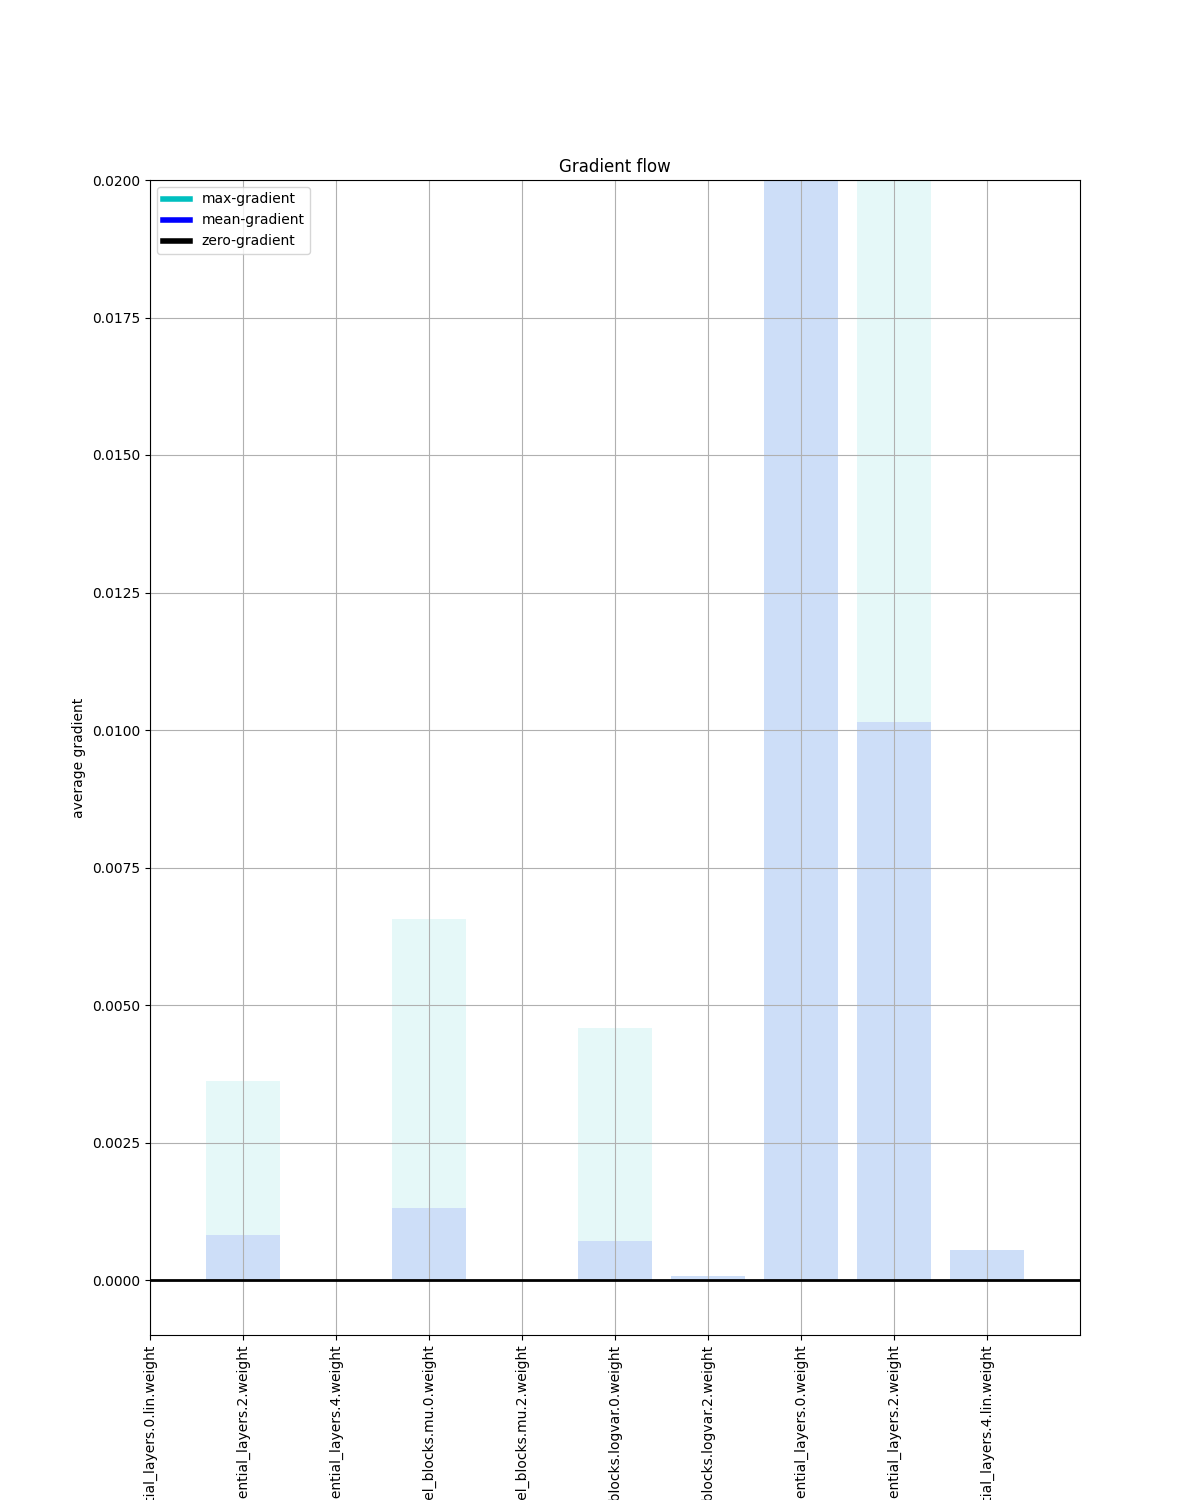 Gradient flow
max-gradient
mean-gradient
zero-gradient
0.0200
0.0175
0.0150
0.0125
0.0100
0.0075
0.0050
0.0025
0.0000
average gradient
tial_layers.0.lin.weight
ential_layers.2.weight
ential_layers.4.weight
el_blocks.mu.0.weight
el_blocks.mu.2.weight
blocks.logvar.0.weight
blocks.logvar.2.weight
ential_layers.0.weight
ential_layers.2.weight
tial_layers.4.lin.weight